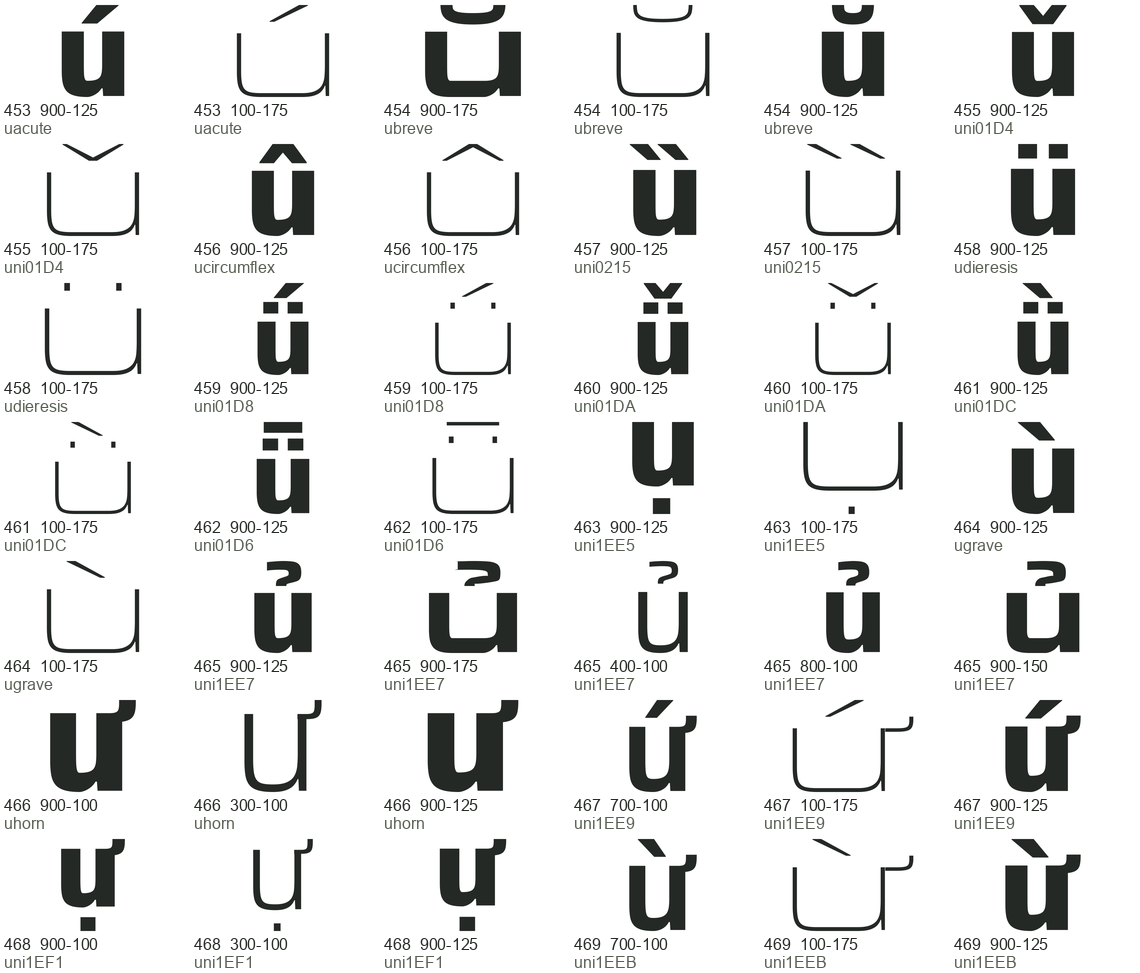 ú ú ŭ ŭ ŭ ǔ
453 900-125 453 100-175 454 900-175 454 100-175 454 900-125 455 900-125
uacute uacute ubreve ubreve ubreve uni01D4
ǔ û û ȕ ȕ ü
455 100-175 456 900-125 456 100-175 457 900-125 457 100-175 458 900-125
uni01D4 ucircumflex ucircumflex uni0215 uni0215 udieresis
ü ǘ ǘ ǚ ǚ ǜ
458 100-175 459 900-125 459 100-175 460 900-125 460 100-175 461 900-125
udieresis uni01D8 uni01D8 uni01DA uni01DA uni01DC
ǜ ǖ ǖ ụ ụ ù
461 100-175 462 900-125 462 100-175 463 900-125 463 100-175 464 900-125
uni01DC uni01D6 uni01D6 uni1EE5 uni1EE5 ugrave
ù ủ ủ ủ ủ ủ
464 100-175 465 900-125 465 900-175 465 400-100 465 800-100 465 900-150
ugrave uni1EE7 uni1EE7 uni1EE7 uni1EE7 uni1EE7
ư ư ư ứ ứ ứ
466 900-100 466 300-100 466 900-125 467 700-100 467 100-175 467 900-125
uhorn uhorn uhorn uni1EE9 uni1EE9 uni1EE9
ự ự ự ừ ừ ừ
468 900-100 468 300-100 468 900-125 469 700-100 469 100-175 469 900-125
uni1EF1 uni1EF1 uni1EF1 uni1EEB uni1EEB uni1EEB